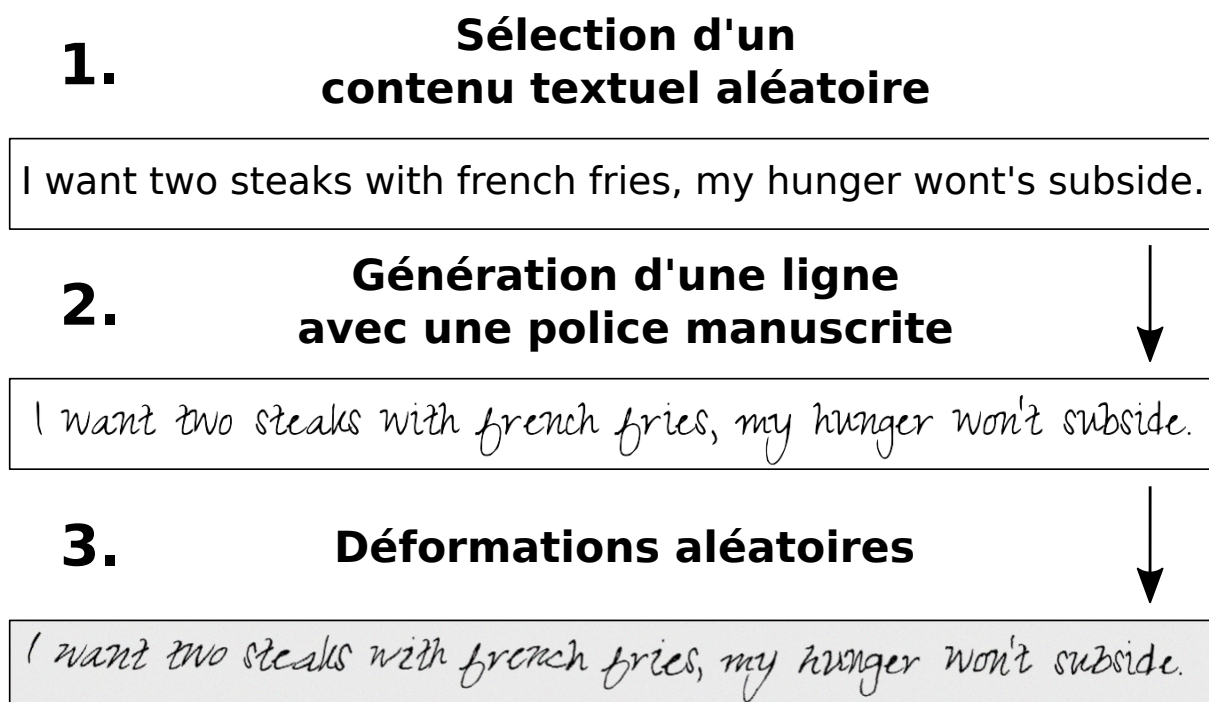 1.
Sélection d'un
contenu textuel aléatoire
I want two steaks with french fries, my hunger wont's subside.
2.
Génération d'une ligne
avec une police manuscrite
I want two steaks with french fries, my hunger won't subside.
3.
Déformations aléatoires
I want two steaks with french fries, my hunger won't subside.